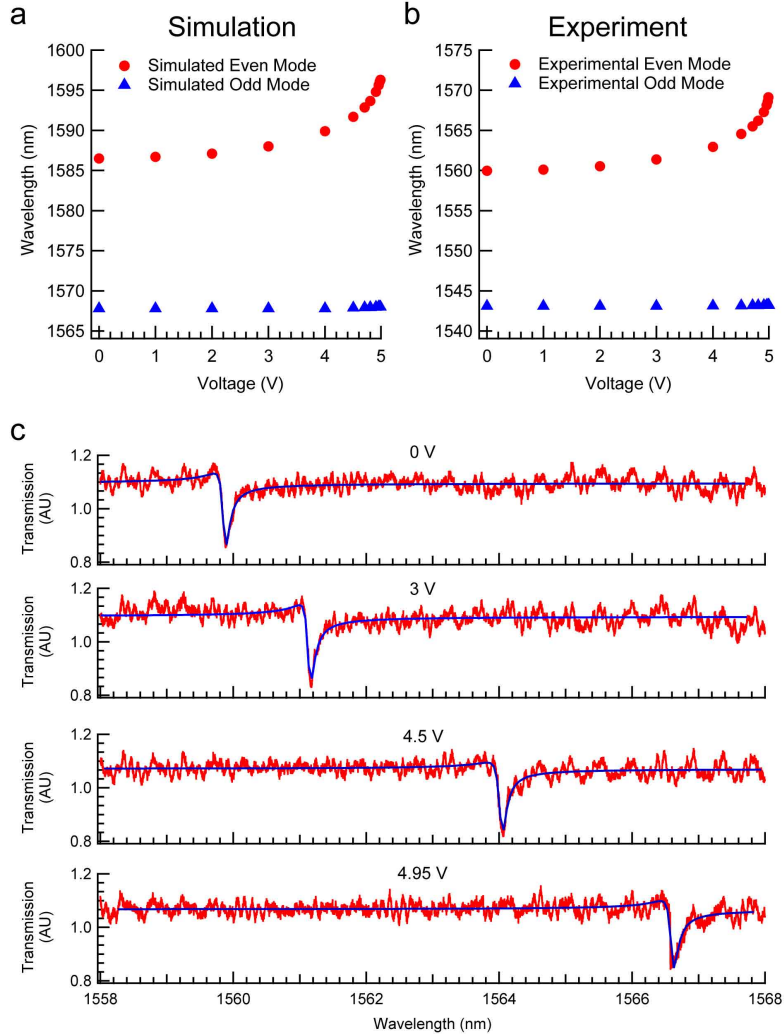 a
Simulation
1600
1595
1590
1585
1580
1575
1570
1565
Wavelength (nm)
Simulated Even Mode
Simulated Odd Mode
0 1 2 3 4 5
Voltage (V)
b
Experiment
1575
1570
1565
1560
1555
1550
1545
1540
Wavelength (nm)
Experimental Even Mode
Experimental Odd Mode
0 1 2 3 4 5
Voltage (V)
c
0 V
Transmission
(AU)
1.2
1.0
0.8
3 V
Transmission
(AU)
1.2
1.0
0.8
4.5 V
Transmission
(AU)
1.2
1.0
0.8
4.95 V
Transmission
(AU)
1.2
1.0
0.8
1558 1560 1562 1564 1566 1568
Wavelength (nm)